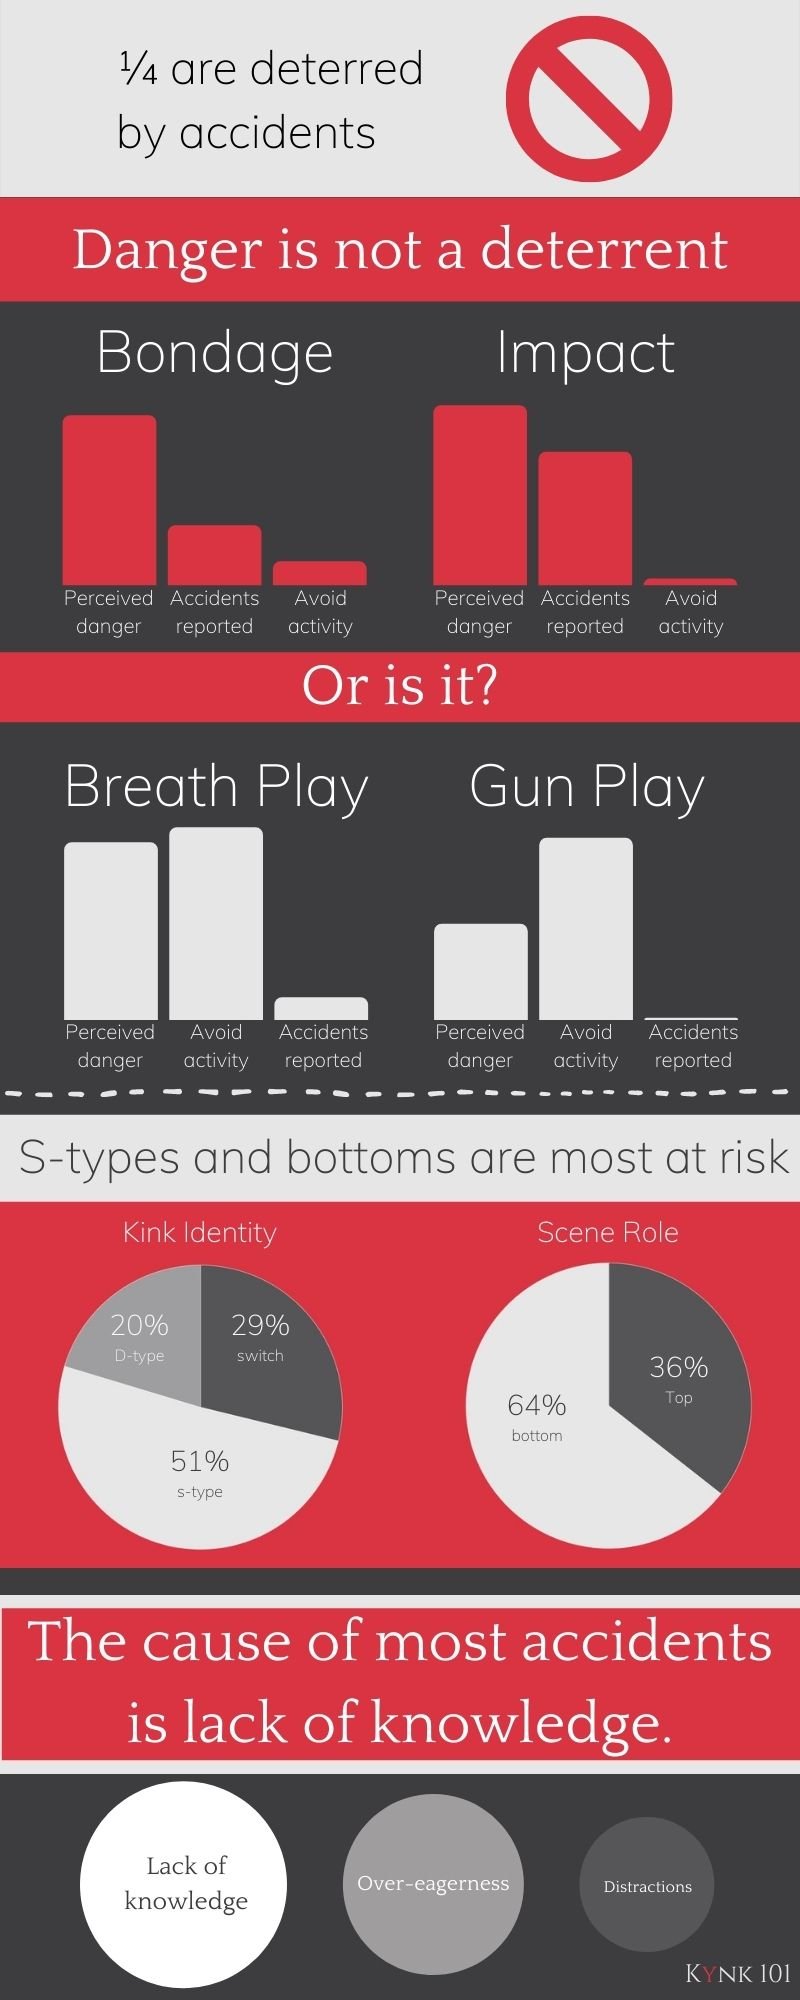 ¼ are deterred
by accidents
Danger is not a deterrent
Bondage
Impact
Perceived danger
Accidents reported
Avoid activity
Perceived danger
Accidents reported
Avoid activity
Or is it?
Breath Play
Gun Play
Perceived danger
Avoid activity
Accidents reported
Perceived danger
Avoid activity
Accidents reported
S-types and bottoms are most at risk
Kink Identity
Scene Role
20%
D-type
29%
switch
51%
s-type
36%
Top
64%
bottom
The cause of most accidents
is lack of knowledge.
Lack of
knowledge
Over-eagerness
Distractions
KYNK 101